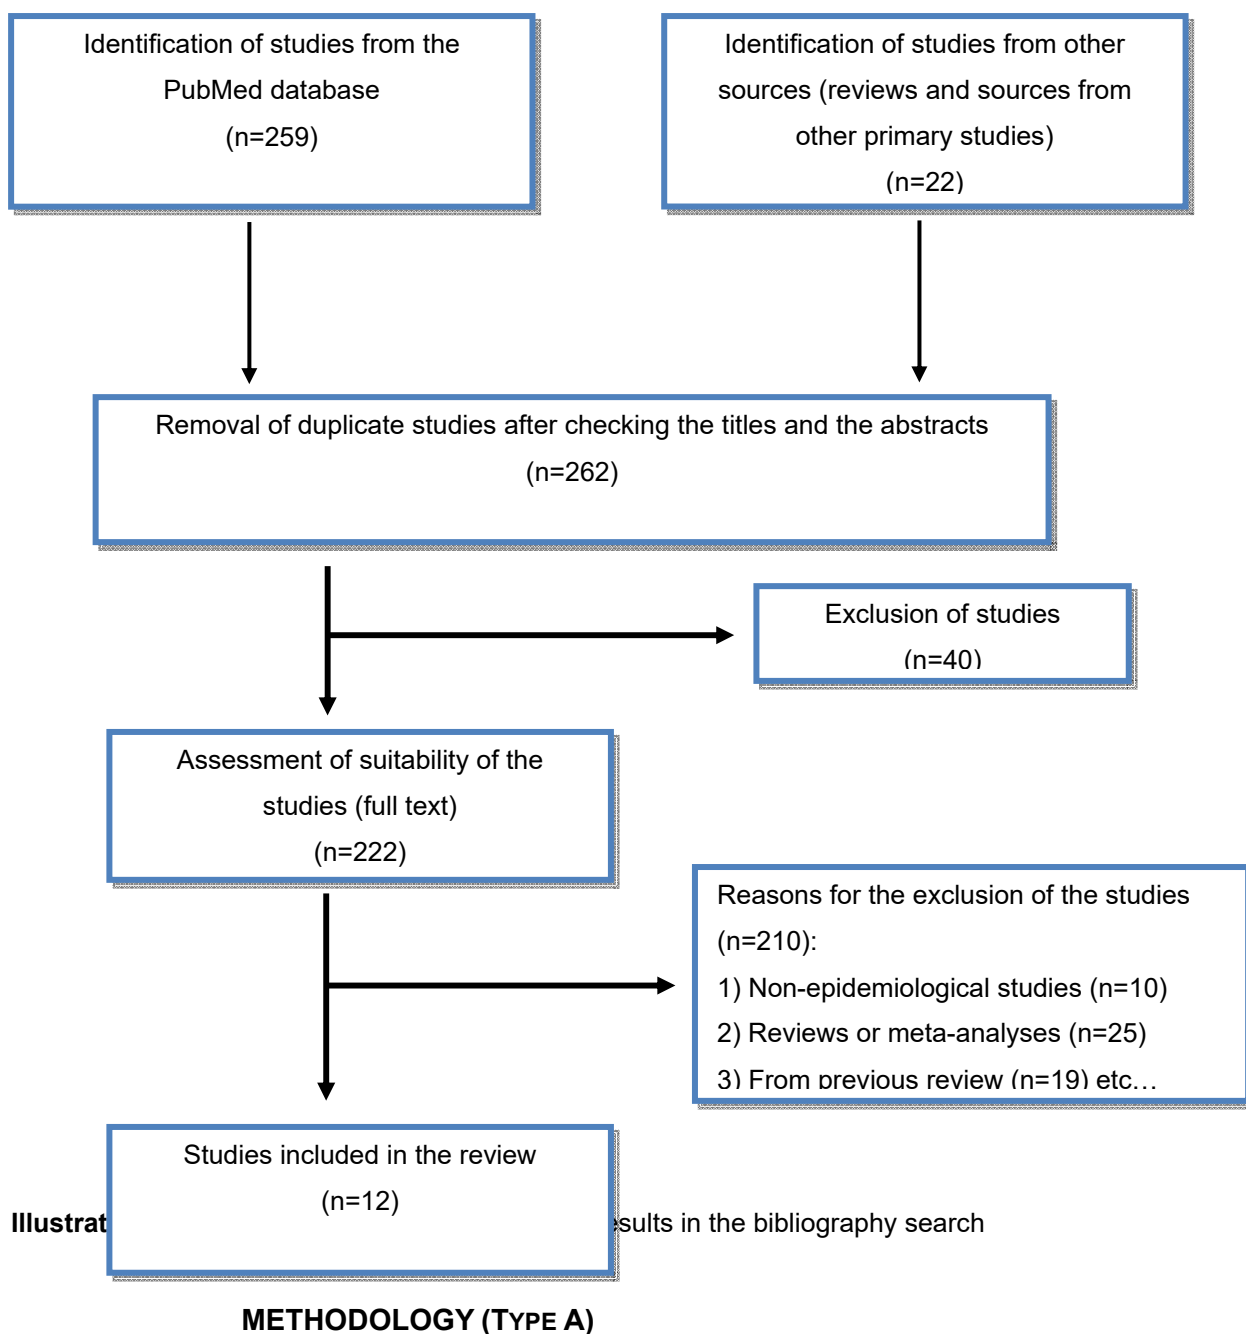 Identification of studies from the
PubMed database
(n=259)
Identification of studies from other
sources (reviews and sources from
other primary studies)
(n=22)
Removal of duplicate studies after checking the titles and the abstracts
(n=262)
Exclusion of studies
(n=40)
Assessment of suitability of the
studies (full text)
(n=222)
Reasons for the exclusion of the studies
(n=210):
1) Non-epidemiological studies (n=10)
2) Reviews or meta-analyses (n=25)
3) From previous review (n=19) etc…
Studies included in the review
(n=12)
Illustrat sults in the bibliography search
METHODOLOGY (TYPE A)